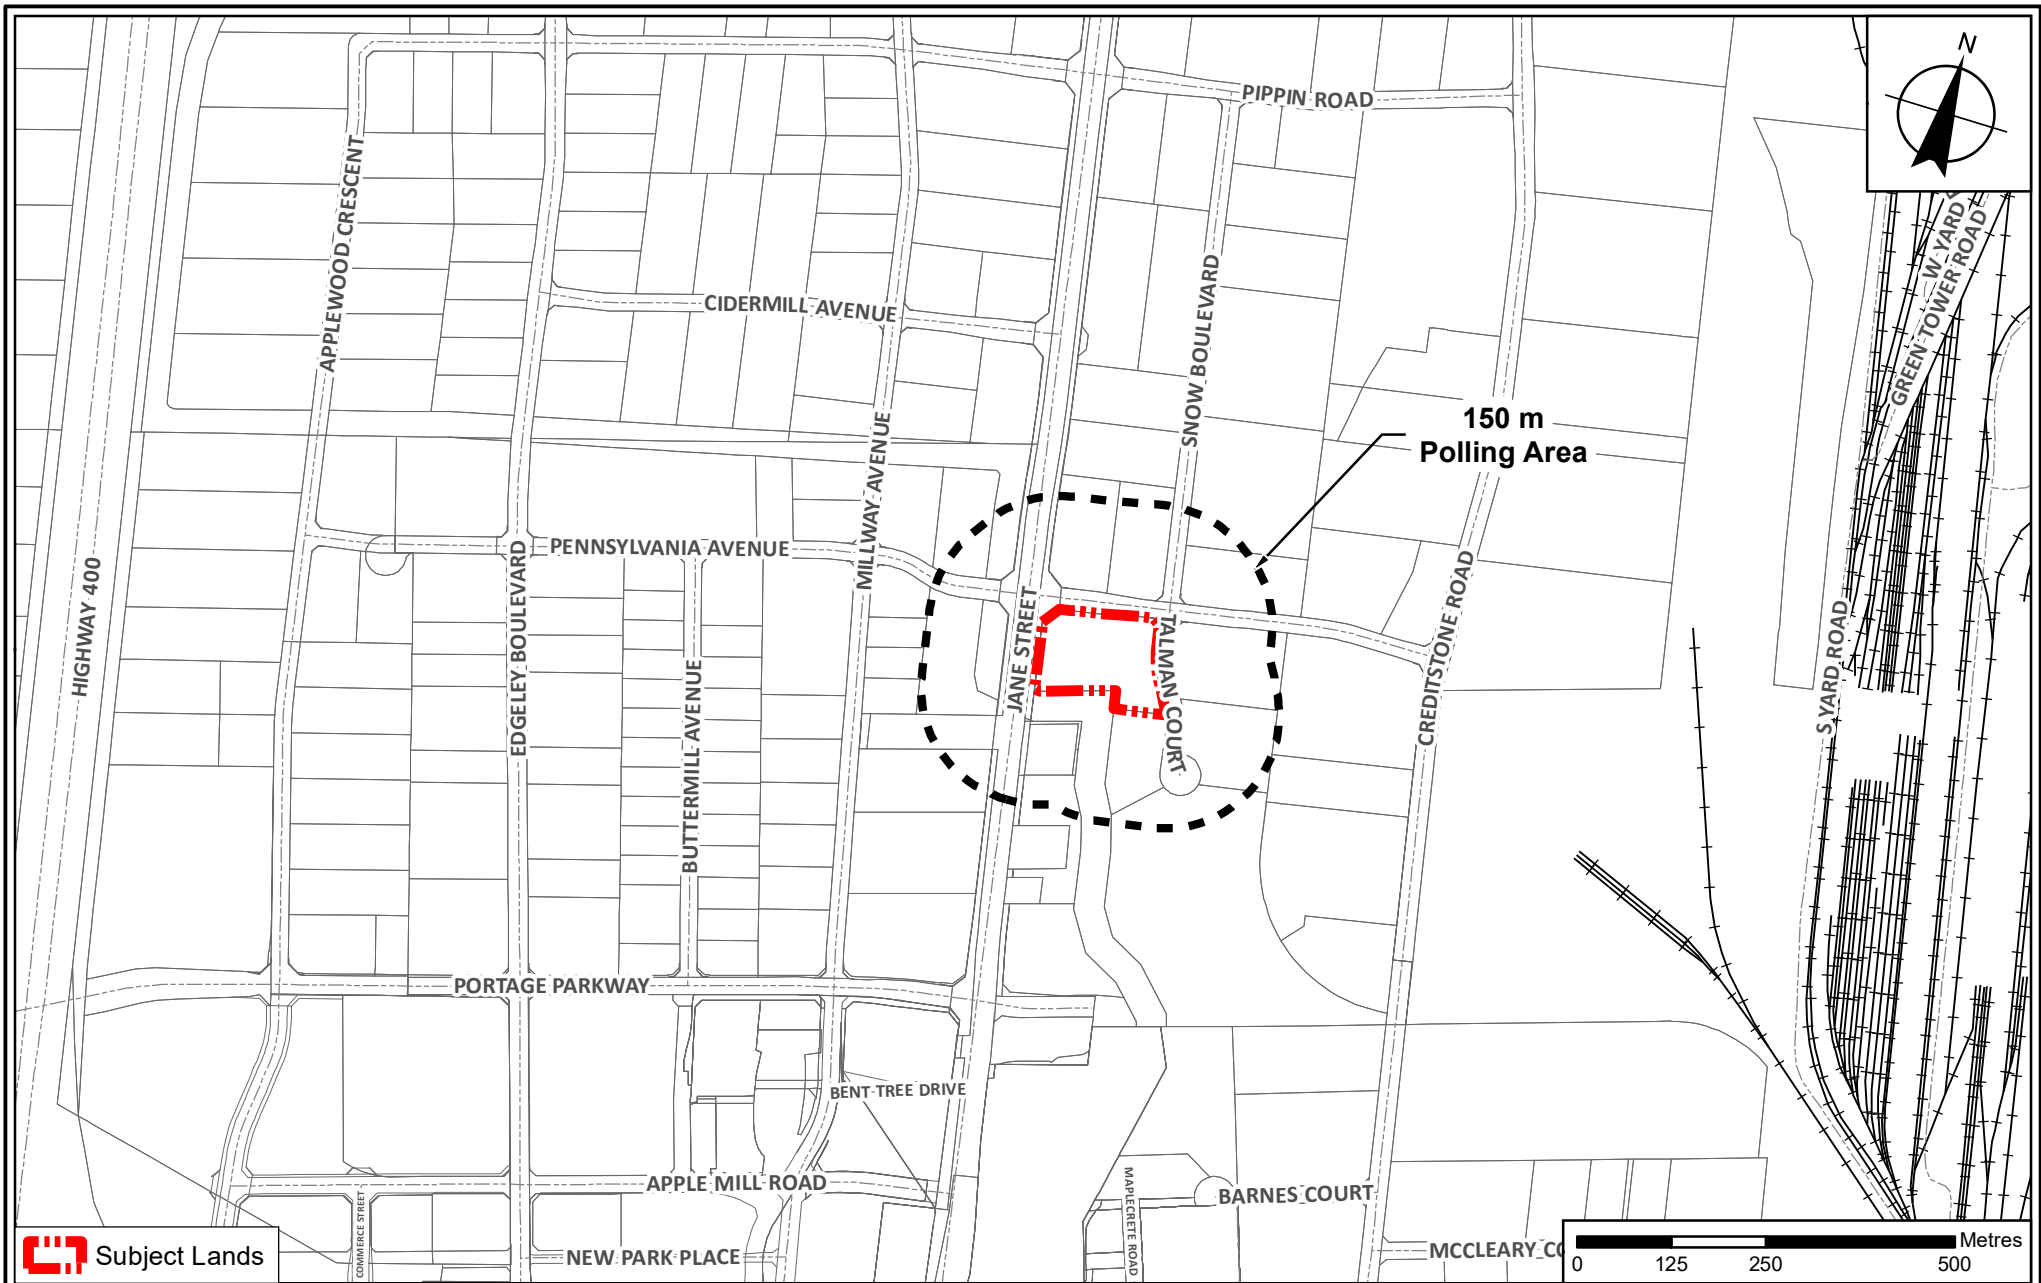 N
PIPPIN ROAD
APPLEWOOD CRESCENT
W YARD
GREEN TOWER ROAD
CIDERMILL AVENUE
SNOW BOULEVARD
150 m
Polling Area
MILLWAY AVENUE
PENNSYLVANIA AVENUE
HIGHWAY 400
EDGELEY BOULEVARD
BUTTERMILL AVENUE
JANE STREET
TALMAN COURT
CREDITSTONE ROAD
S YARD ROAD
PORTAGE PARKWAY
BENT TREE DRIVE
APPLE MILL ROAD
COMMERCE STREET
MAPLECRETE ROAD
BARNES COURT
NEW PARK PLACE
MCCLEARY CO
Subject Lands
Metres
0 125 250 500